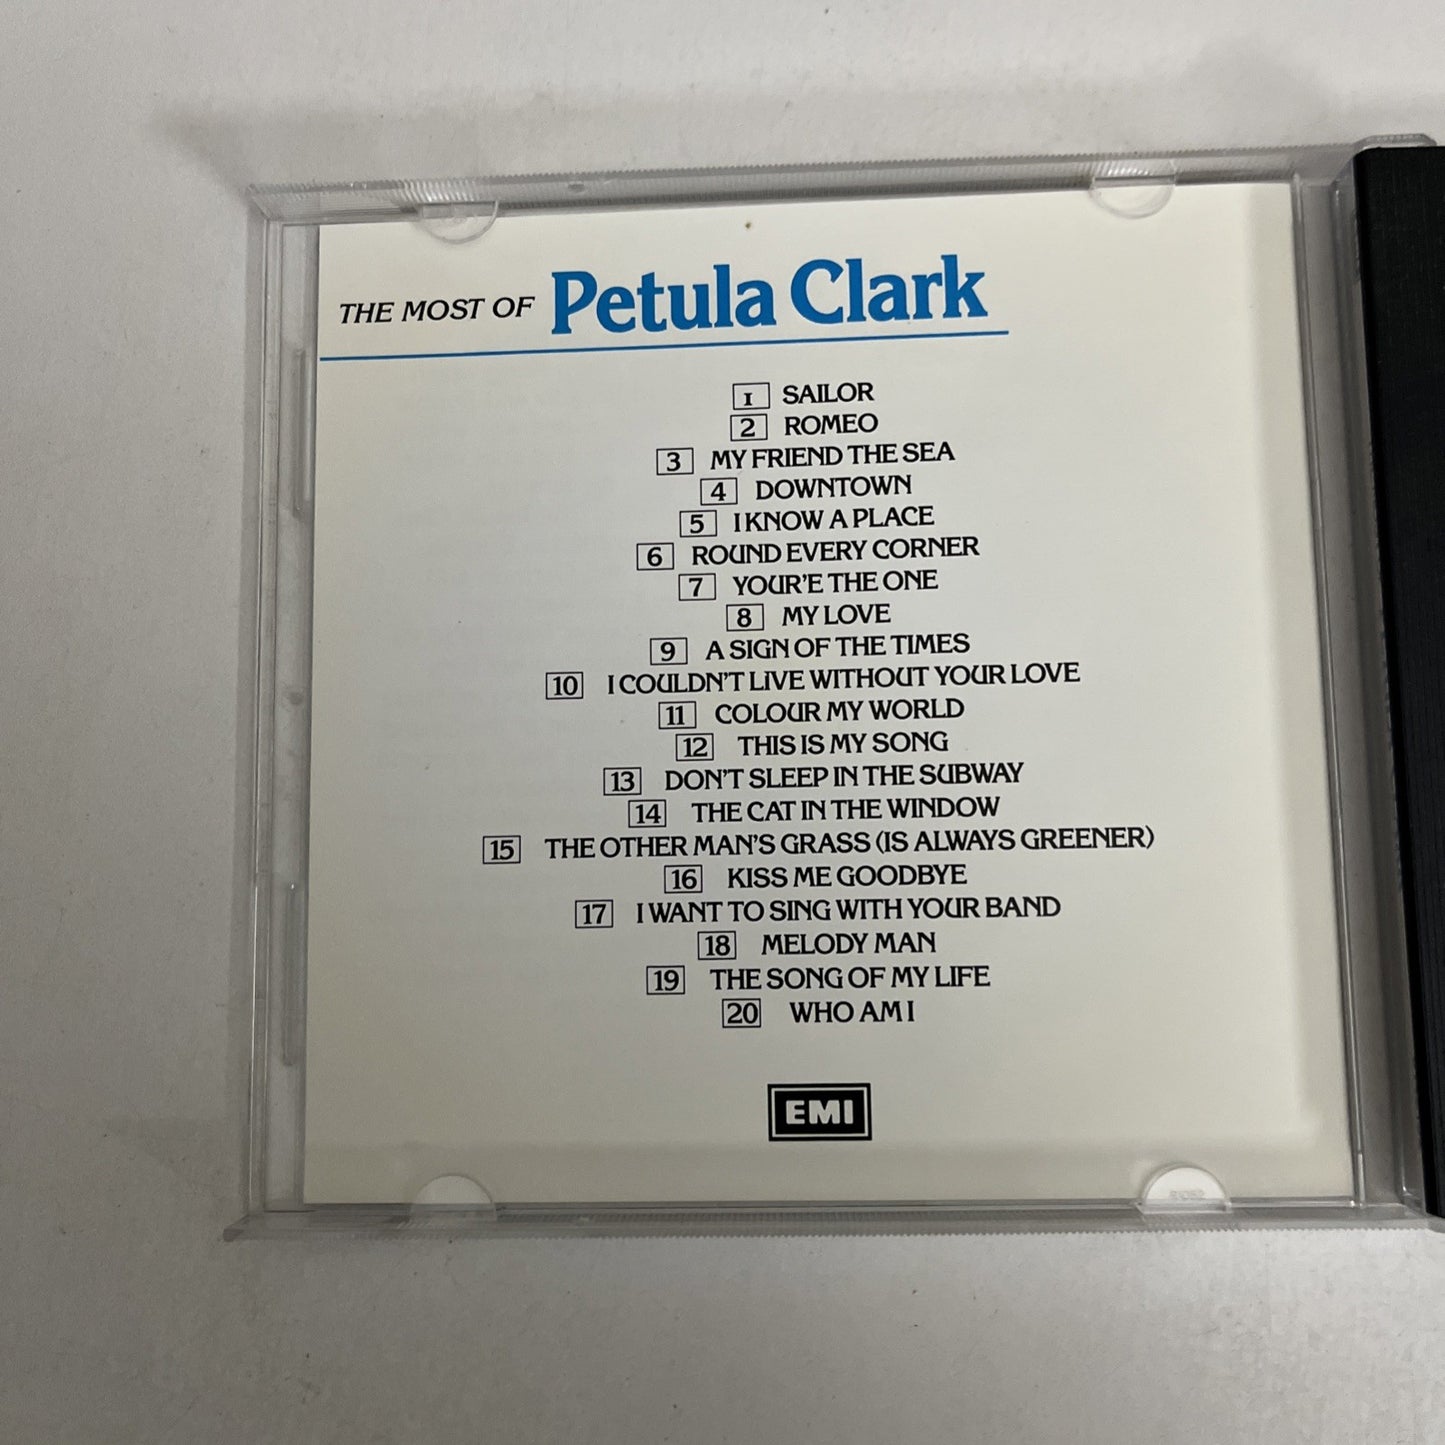 THE MOST OF Petula Clark
1 SAILOR
2 ROMEO
3 MY FRIEND THE SEA
4 DOWNTOWN
5 I KNOW A PLACE
6 ROUND EVERY CORNER
7 YOUR'E THE ONE
8 MY LOVE
9 A SIGN OF THE TIMES
10 I COULDN'T LIVE WITHOUT YOUR LOVE
11 COLOUR MY WORLD
12 THIS IS MY SONG
13 DON'T SLEEP IN THE SUBWAY
14 THE CAT IN THE WINDOW
15 THE OTHER MAN'S GRASS (IS ALWAYS GREENER)
16 KISS ME GOODBYE
17 I WANT TO SING WITH YOUR BAND
18 MELODY MAN
19 THE SONG OF MY LIFE
20 WHO AM I
EMI